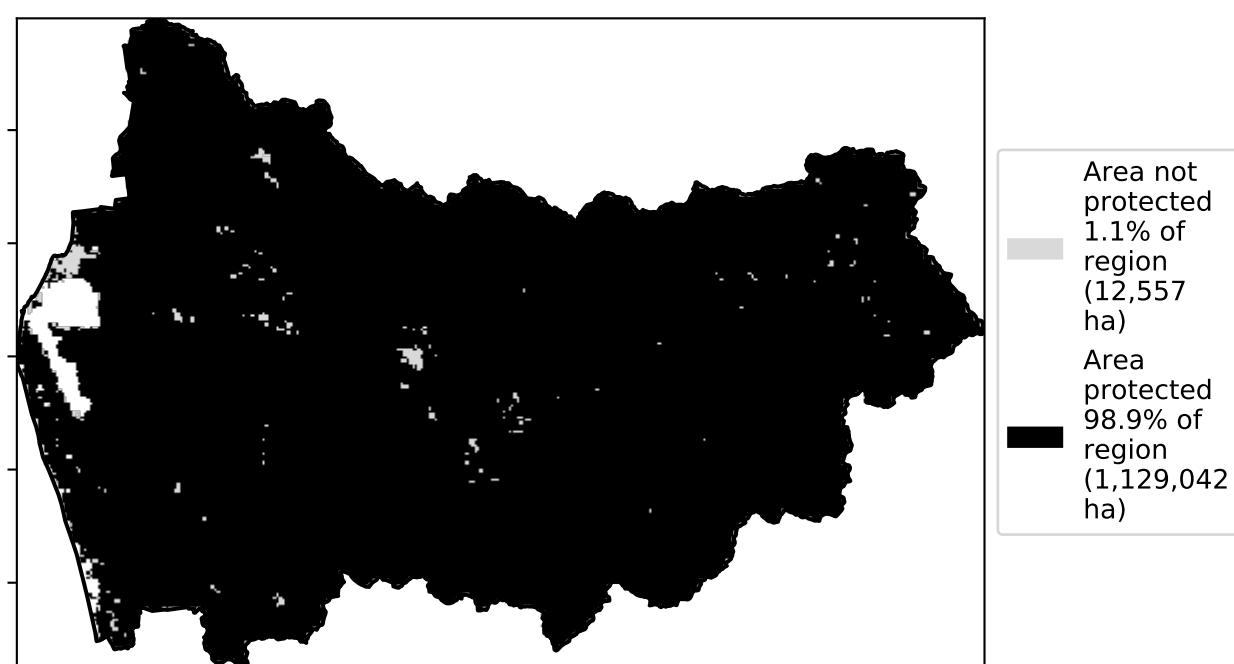 Area not
protected
1.1% of
region
(12,557
ha)
Area
protected
98.9% of
region
(1,129,042
ha)